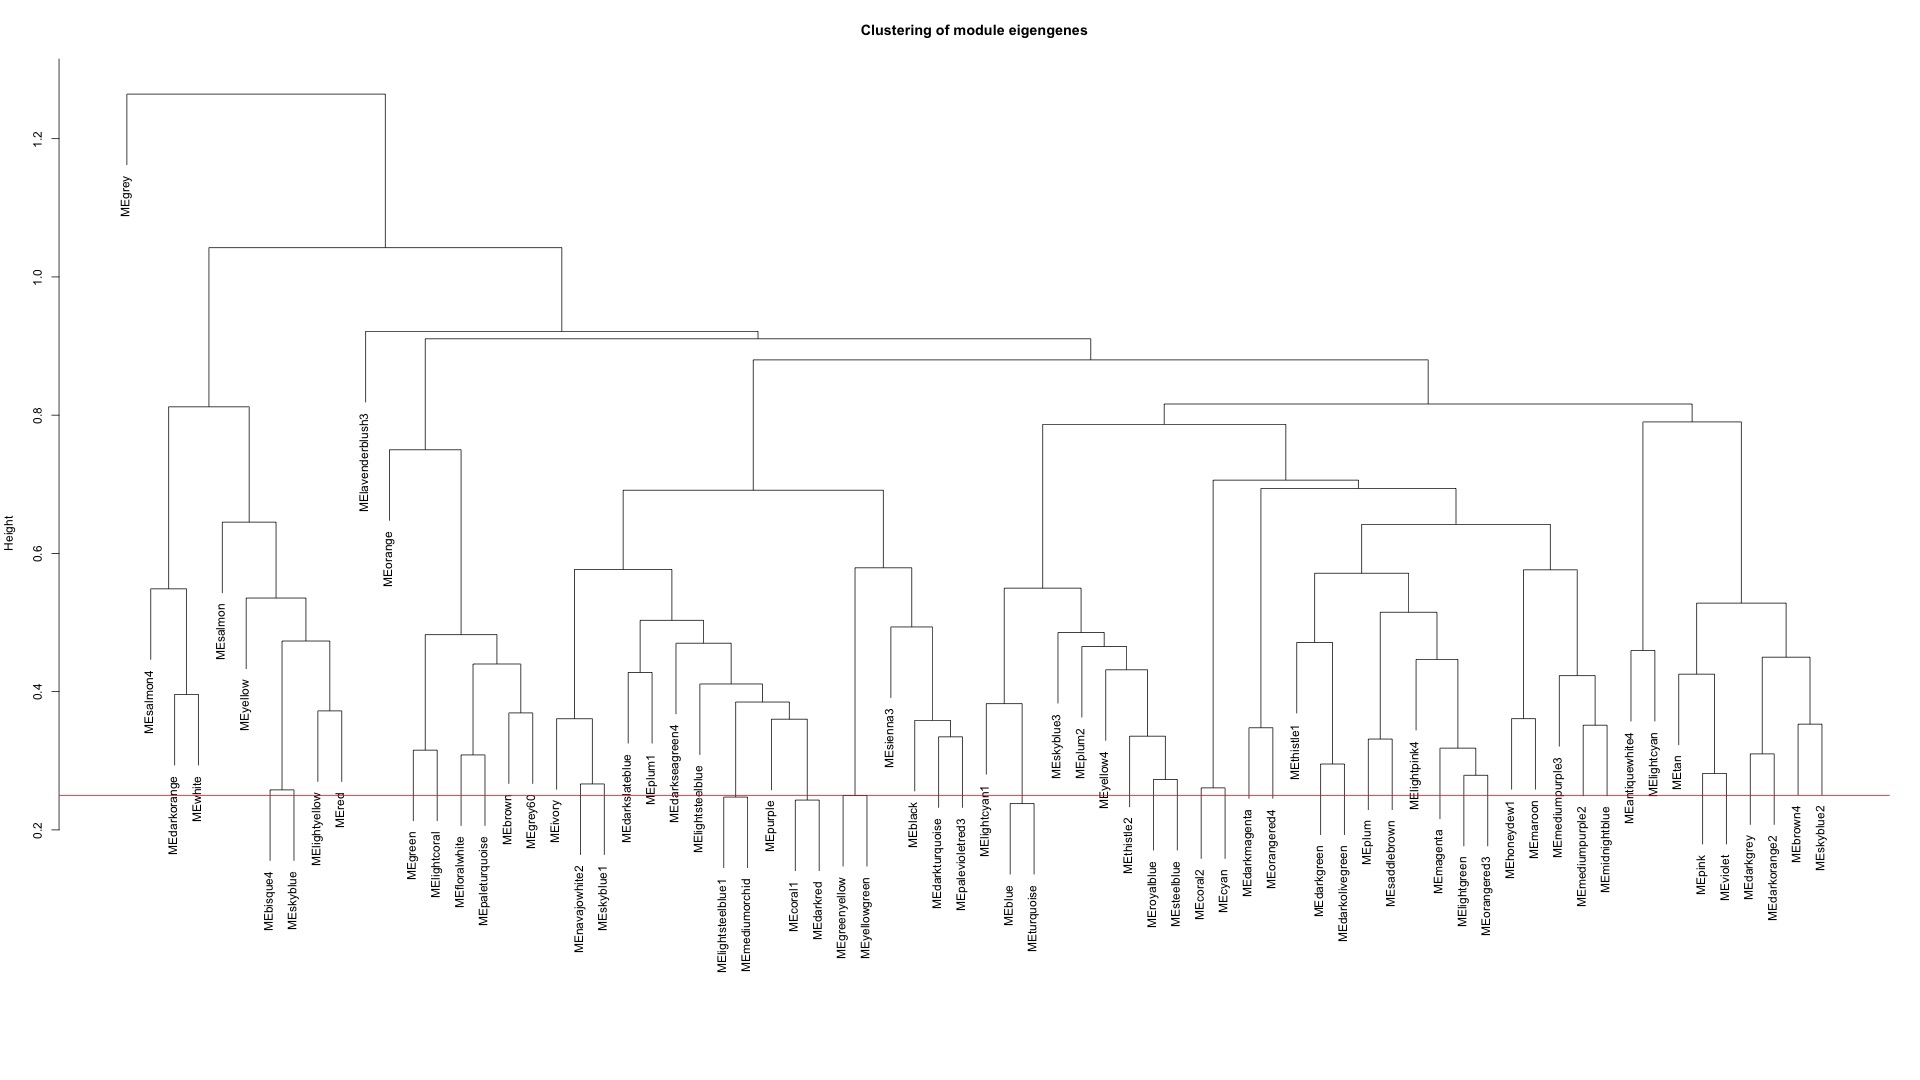 Clustering of module eigengenes
Height
1.2
1.0
0.8
0.6
0.4
0.2
MEgrey
MEsalmon4
MEdarkorange
MEwhite
MEsalmon
MEyellow
MEbisque4
MEskyblue
MElightyellow
MEred
MElavenderblush3
MEorange
MEgreen
MElightcoral
MEfloralwhite
MEpaleturquoise
MEbrown
MEgrey60
MEivory
MEnavajowhite2
MEskyblue1
MEdarkslateblue
MEplum1
MEdarkseagreen4
MElightsteelblue
MElightsteelblue1
MEmediumorchid
MEpurple
MEcoral1
MEdarkred
MEgreenyellow
MEyellowgreen
MEsienna3
MEblack
MEdarkturquoise
MEpalevioletred3
MElightcyan1
MEblue
MEturquoise
MEskyblue3
MEplum2
MEyellow4
MEthistle2
MEroyalblue
MEsteelblue
MEcoral2
MEcyan
MEdarkmagenta
MEorangered4
MEthistle1
MEdarkgreen
MEdarkolivegreen
MEplum
MEsaddlebrown
MElightpink4
MEmagenta
MElightgreen
MEorangered3
MEhoneydew1
MEmaroon
MEmediumpurple3
MEmediumpurple2
MEmidnightblue
MEantiquewhite4
MElightcyan
MEtan
MEpink
MEviolet
MEdarkgrey
MEdarkorange2
MEbrown4
MEskyblue2